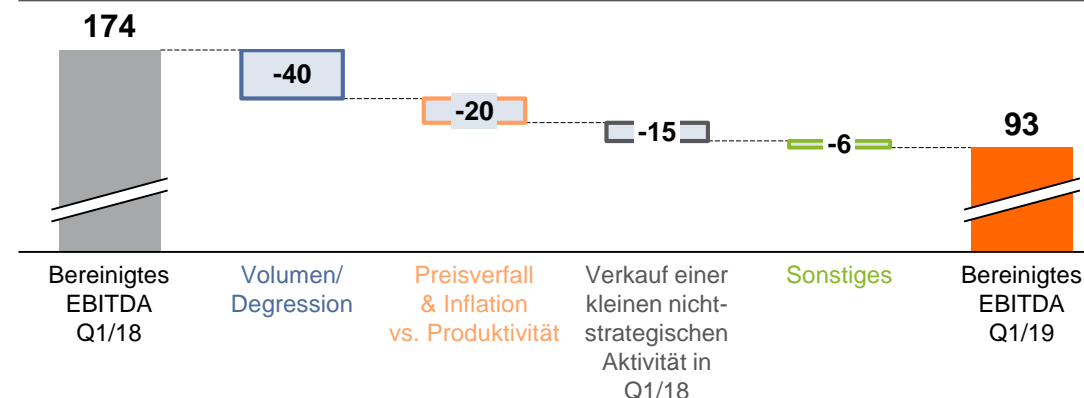 174
-40
-20
-15
-6
93
Bereinigtes
EBITDA
Q1/18
Volumen/
Degression
Preisverfall
& Inflation
vs. Produktivität
Verkauf einer
kleinen nicht-
strategischen
Aktivität in
Q1/18
Sonstiges
Bereinigtes
EBITDA
Q1/19